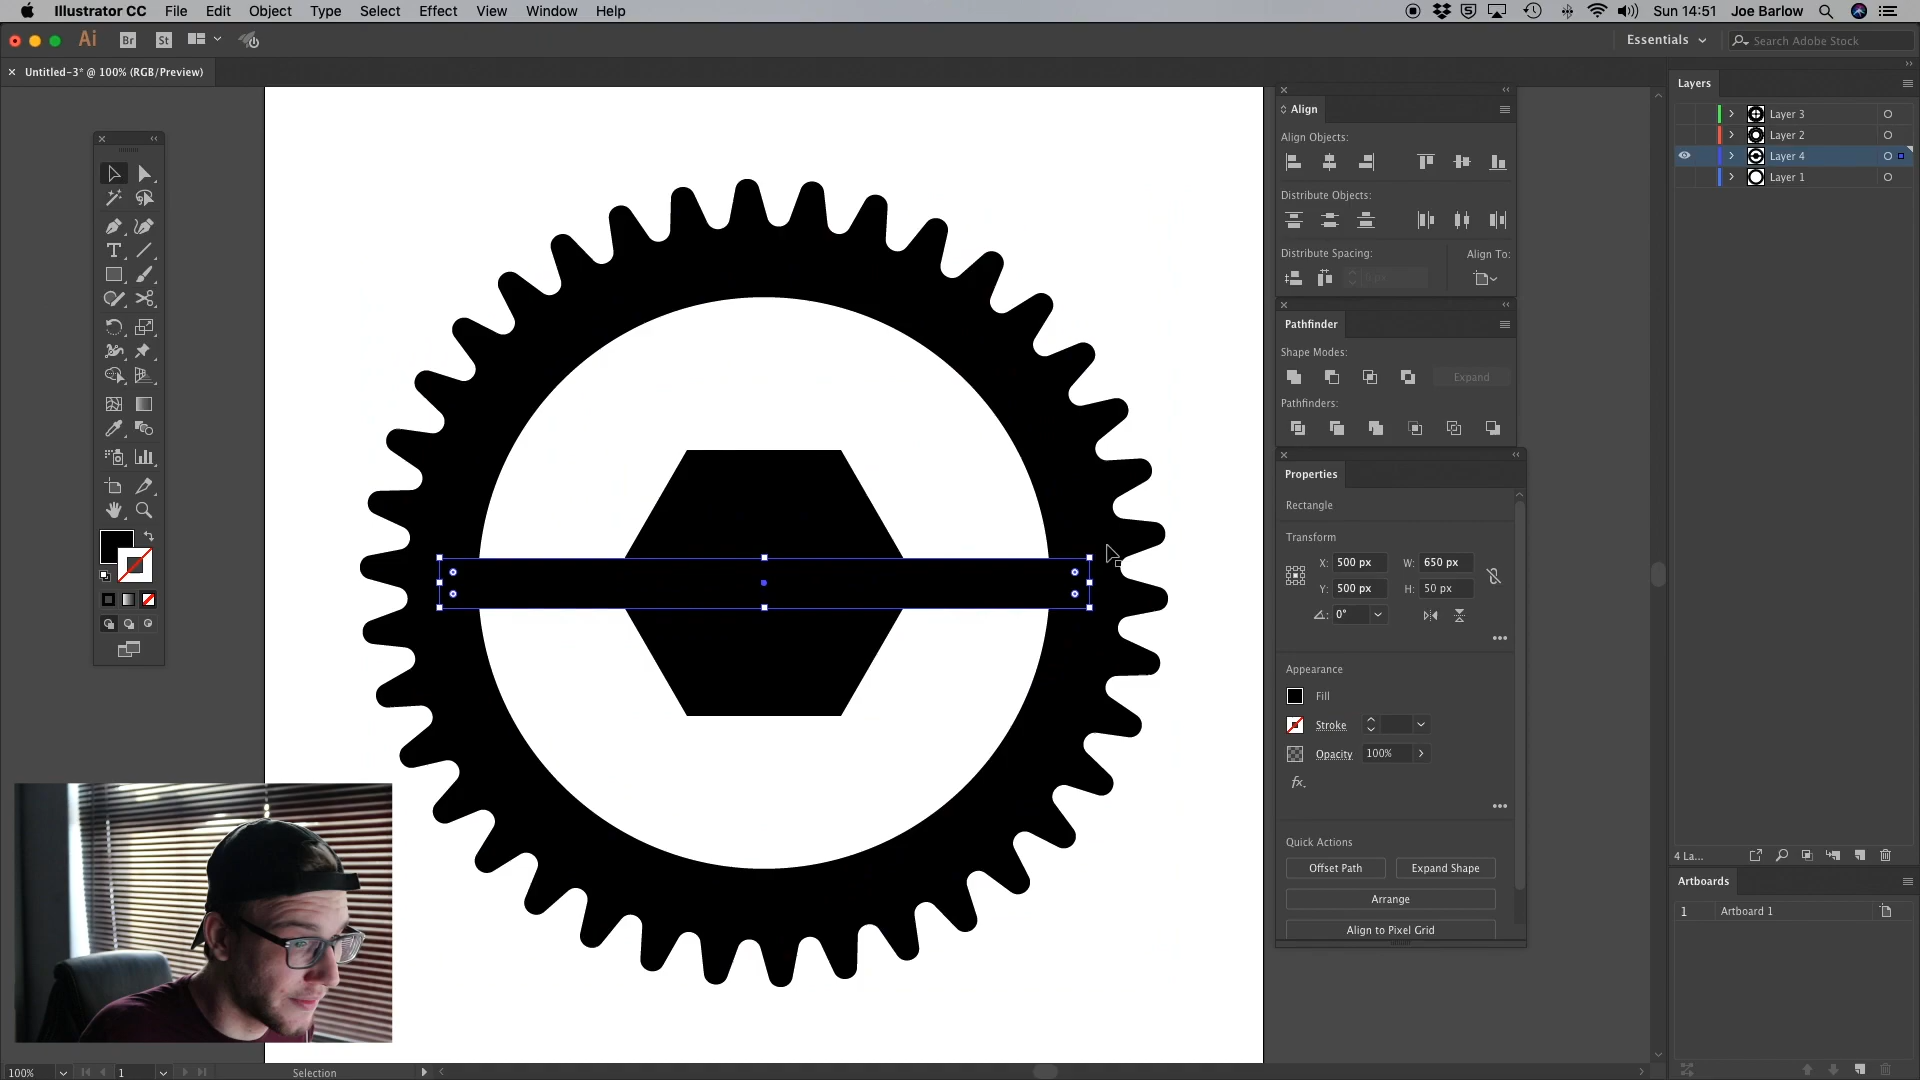 Illustrator CC File Edit Object Type Select Effect View Window Help
Sun 14:51 Joe Barlow
Ai Br St
Essentials
Search Adobe Stock
× Untitled-3* @ 100% (RGB/Preview)
Align
Align Objects:
Distribute Objects:
Distribute Spacing:
Align To:
0 px
Pathfinder
Shape Modes:
Expand
Pathfinders:
Properties
Rectangle
Transform
X: 500 px W: 650 px
Y: 500 px H: 50 px
0°
Appearance
Fill
Stroke
Opacity 100%
fx.
Quick Actions
Offset Path Expand Shape
Arrange
Align to Pixel Grid
Layers
Layer 3
Layer 2
Layer 4
Layer 1
4 La...
Artboards
1 Artboard 1
100% 1 Selection